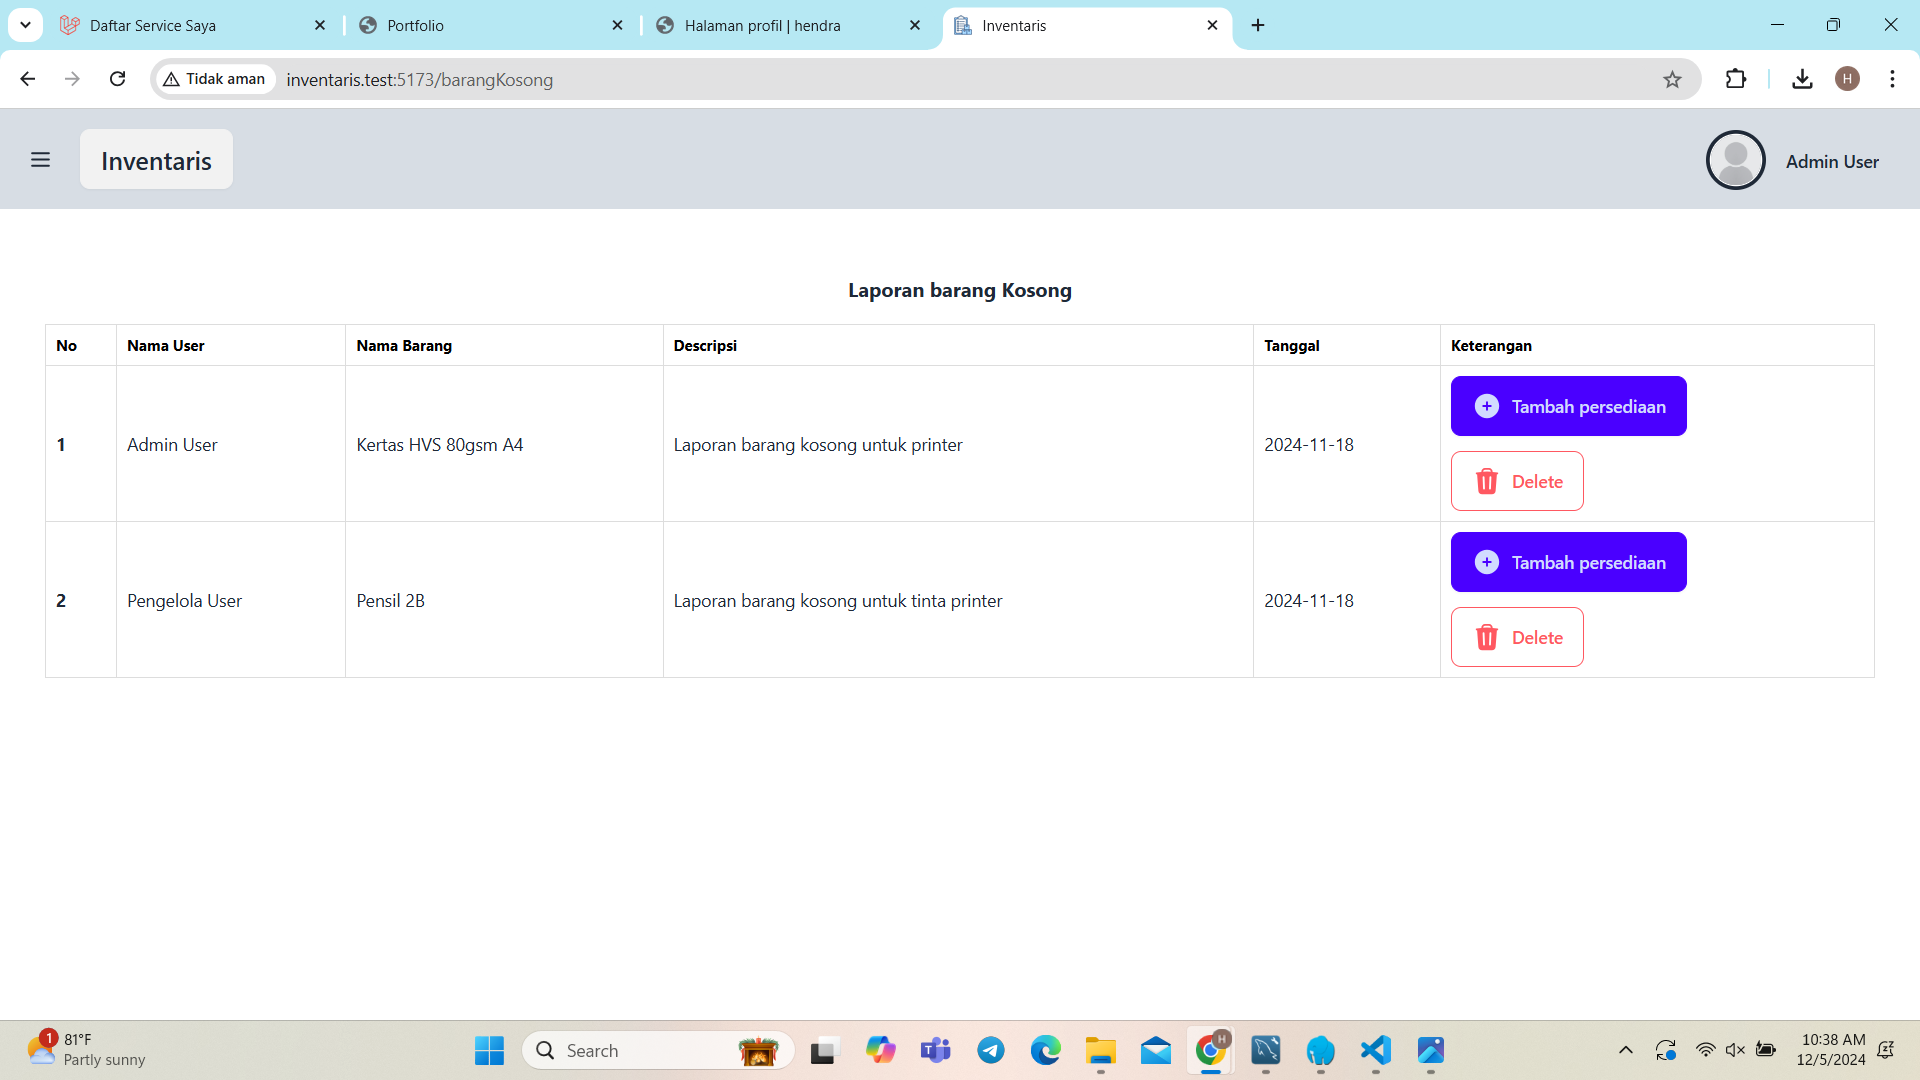 Daftar Service Saya
Portfolio
Halaman profil | hendra
Inventaris
Tidak aman
inventaris.test:5173/barangKosong
H
Inventaris
Admin User
Laporan barang Kosong
No Nama User Nama Barang Descripsi Tanggal Keterangan
1 Admin User Kertas HVS 80gsm A4 Laporan barang kosong untuk printer 2024-11-18 Tambah persediaan
Delete
2 Pengelola User Pensil 2B Laporan barang kosong untuk tinta printer 2024-11-18 Tambah persediaan
Delete
1
81°F
Partly sunny
Search
H
10:38 AM
12/5/2024